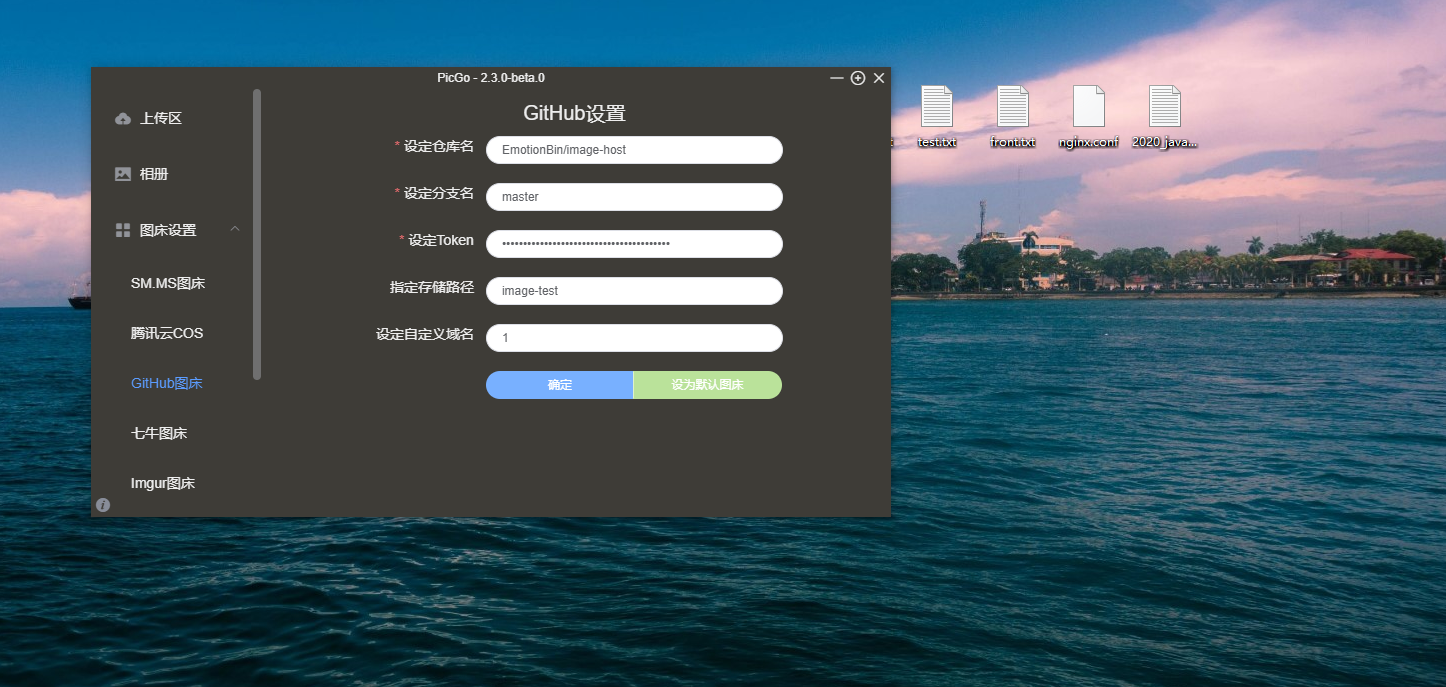 PicGo - 2.3.0-beta.0
上传区
相册
图床设置
SM.MS图床
腾讯云COS
GitHub图床
七牛图床
Imgur图床
GitHub设置
* 设定仓库名
EmotionBin/image-host
* 设定分支名
master
* 设定Token
••••••••••••••••••••••••••••••••••••••••
指定存储路径
image-test
设定自定义域名
1
确定
设为默认图床
test.txt
front.txt
nginx.conf
2020_java...